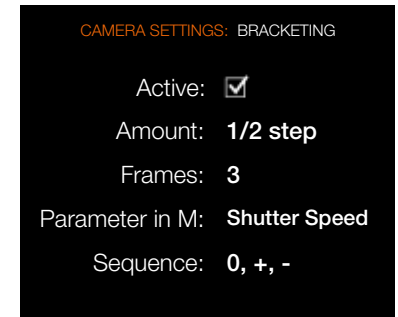 CAMERA SETTINGS: BRACKETING
Active:
Amount: 1/2 step
Frames: 3
Parameter in M: Shutter Speed
Sequence: 0, +, -